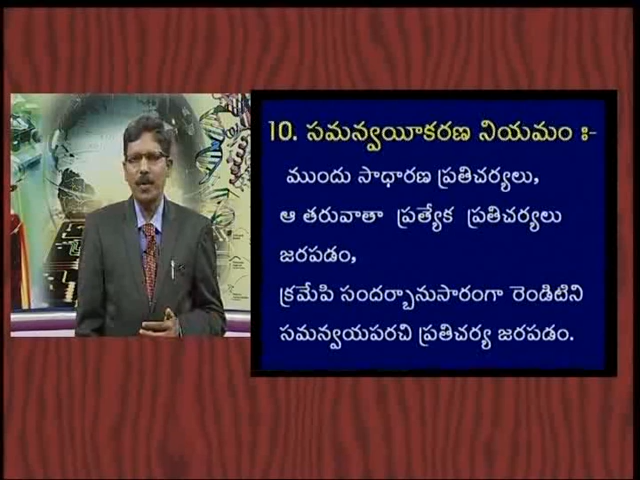 10. సమన్వయీకరణ నియమం ః-
ముందు సాధారణ ప్రతిచర్యలు,
ఆ తరువాతా ప్రత్యేక ప్రతిచర్యలు
జరపడం,
క్రమేపి సందర్భానుసారంగా రెండిటిని
సమన్వయపరచి ప్రతిచర్య జరపడం.